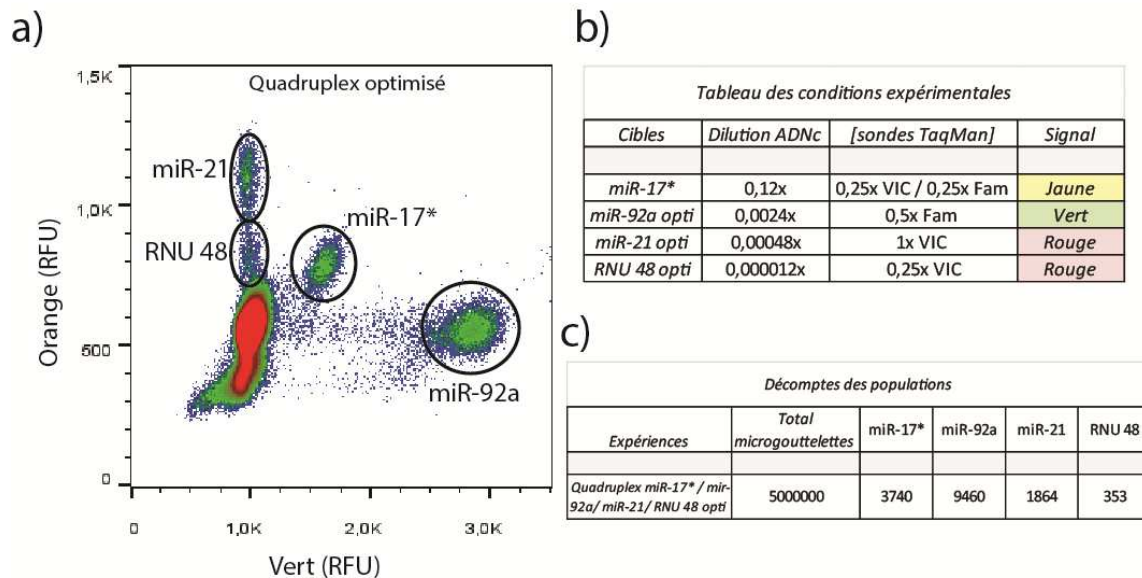 a)
Quadruplex optimisé
1,5K
1,0K
500
0
Orange (RFU)
miR-21
RNU 48
miR-17*
miR-92a
0
1,0K
2,0K
3,0K
Vert (RFU)
b)
Tableau des conditions expérimentales
Cibles Dilution ADNc [sondes TaqMan] Signal
miR-17* 0,12x 0,25x VIC / 0,25x Fam Jaune
miR-92a opti 0,0024x 0,5x Fam Vert
miR-21 opti 0,00048x 1x VIC Rouge
RNU 48 opti 0,000012x 0,25x VIC Rouge
c)
Décomptes des populations
Total
Expériences microgouttelettes miR-17* miR-92a miR-21 RNU 48
Quadruplex miR-17* / mir-
92a/ miR-21/ RNU 48 opti 5000000 3740 9460 1864 353